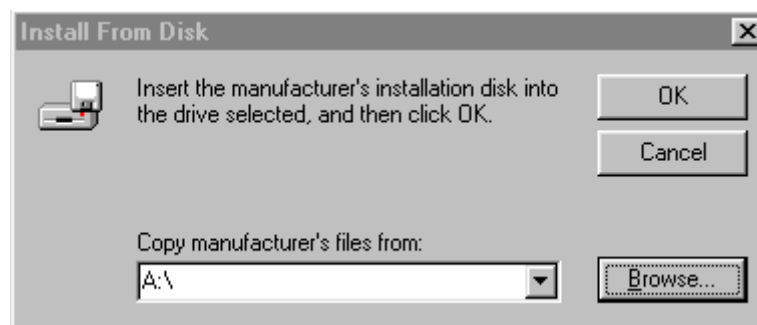 Install From Disk
Insert the manufacturer's installation disk into
the drive selected, and then click OK.
OK
Cancel
Copy manufacturer's files from:
A:\
Browse...